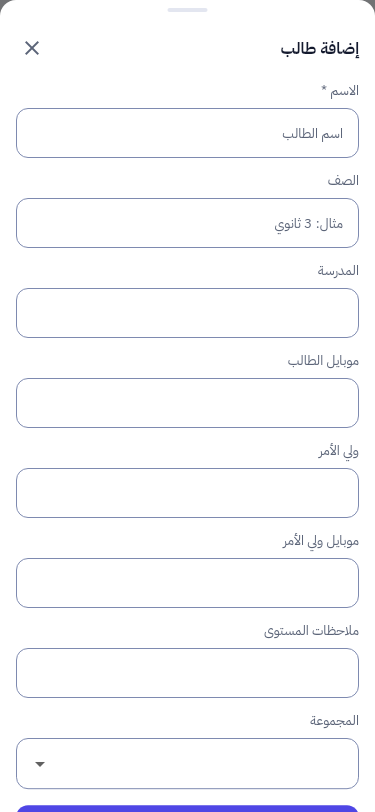 إضافة طالب
الاسم *
اسم الطالب
الصف
مثال: 3 ثانوي
المدرسة
موبايل الطالب
ولي الأمر
موبايل ولي الأمر
ملاحظات المستوى
المجموعة